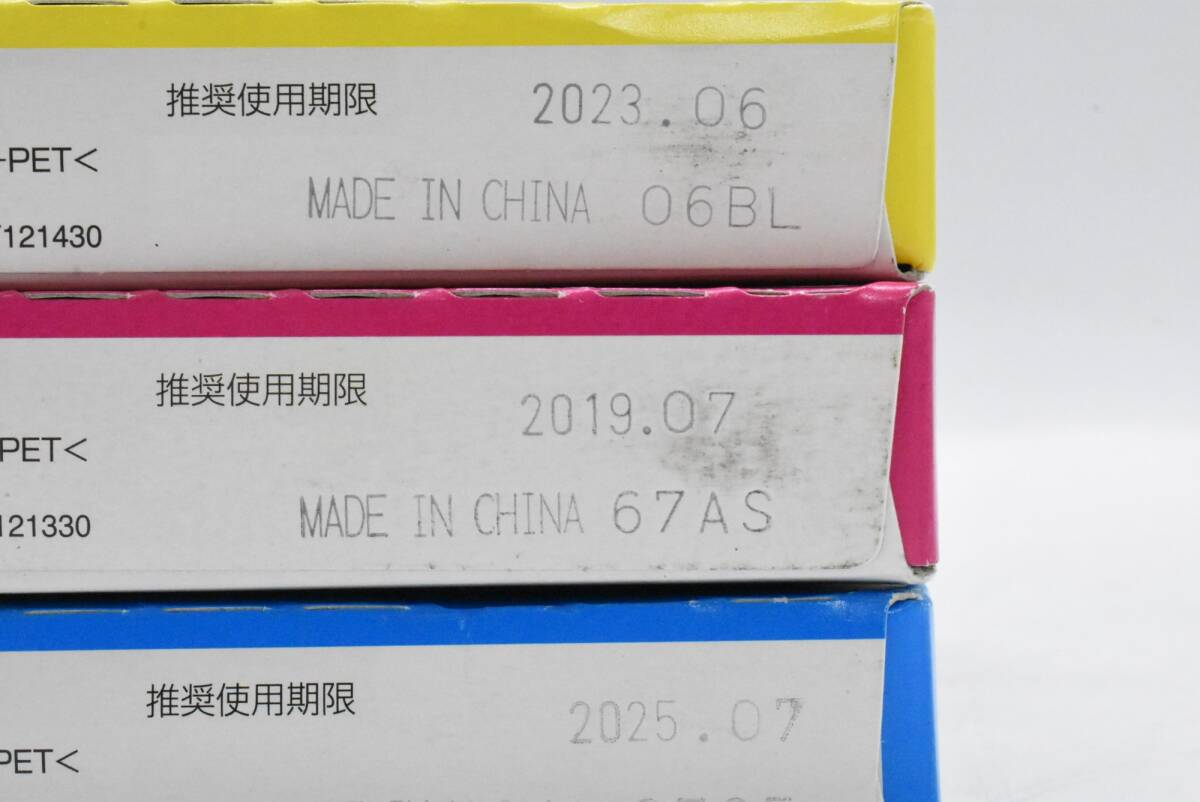 推奨使用期限 2023.06
-PET<
MADE IN CHINA 06BL
121430
推奨使用期限 2019.07
PET<
MADE IN CHINA 67AS
121330
推奨使用期限 2025.07
PET<